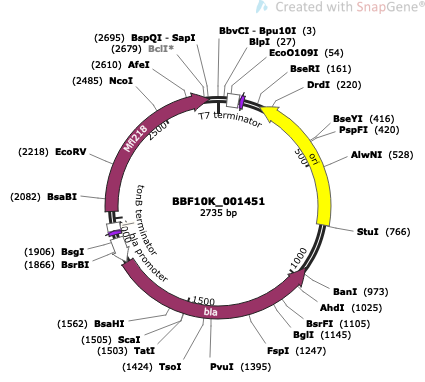 Created with SnapGene®
(2695) BspQI - SapI
(2679) BclI*
(2610) AfeI
(2485) NcoI
(2218) EcoRV
(2082) BsaBI
(1906) BsgI
(1866) BsrBI
(1562) BsaHI
(1505) ScaI
(1503) TatI
(1424) TsoI
PvuI (1395)
FspI (1247)
BglI (1145)
BsrFI (1105)
AhdI (1025)
BanI (973)
StuI (766)
AlwNI (528)
PspFI (420)
BseYI (416)
DrdI (220)
BseRI (161)
EcoO109I (54)
BlpI (27)
BbvCI - Bpu10I (3)
T7 terminator
Mfl218
2500
ori
500
BBF10K_001451
2735 bp
tonB terminator
bla promoter
1000
1500
bla